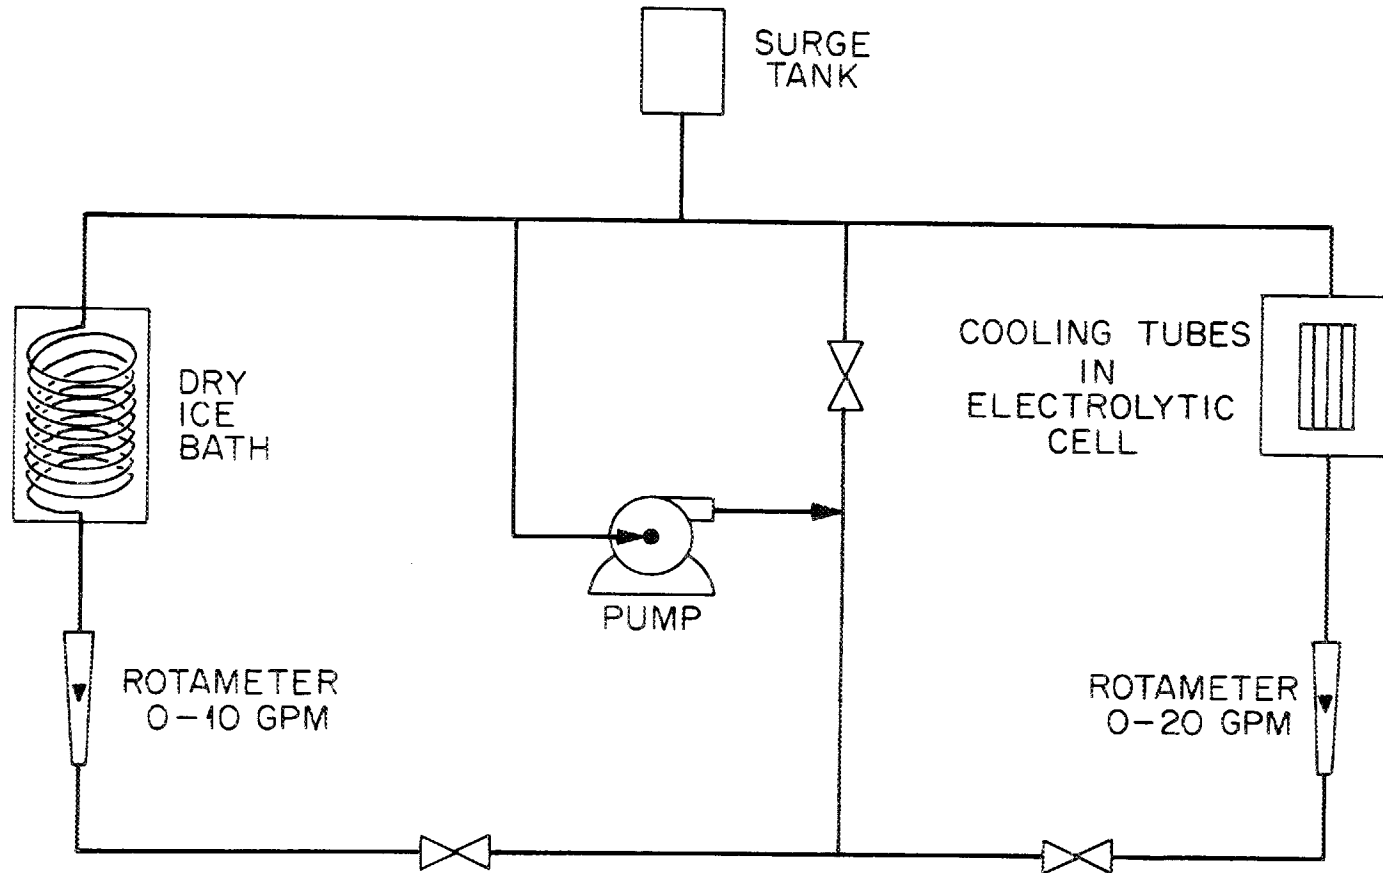 SURGE
TANK
DRY
ICE
BATH
COOLING TUBES
IN
ELECTROLYTIC
CELL
PUMP
ROTAMETER
0-10 GPM
ROTAMETER
0-20 GPM